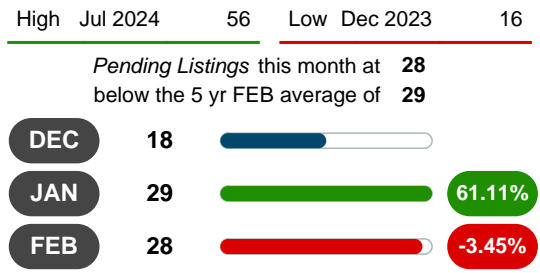 High Jul 2024 56 Low Dec 2023 16
Pending Listings this month at 28
below the 5 yr FEB average of 29
DEC 18
JAN 29 61.11%
FEB 28 -3.45%